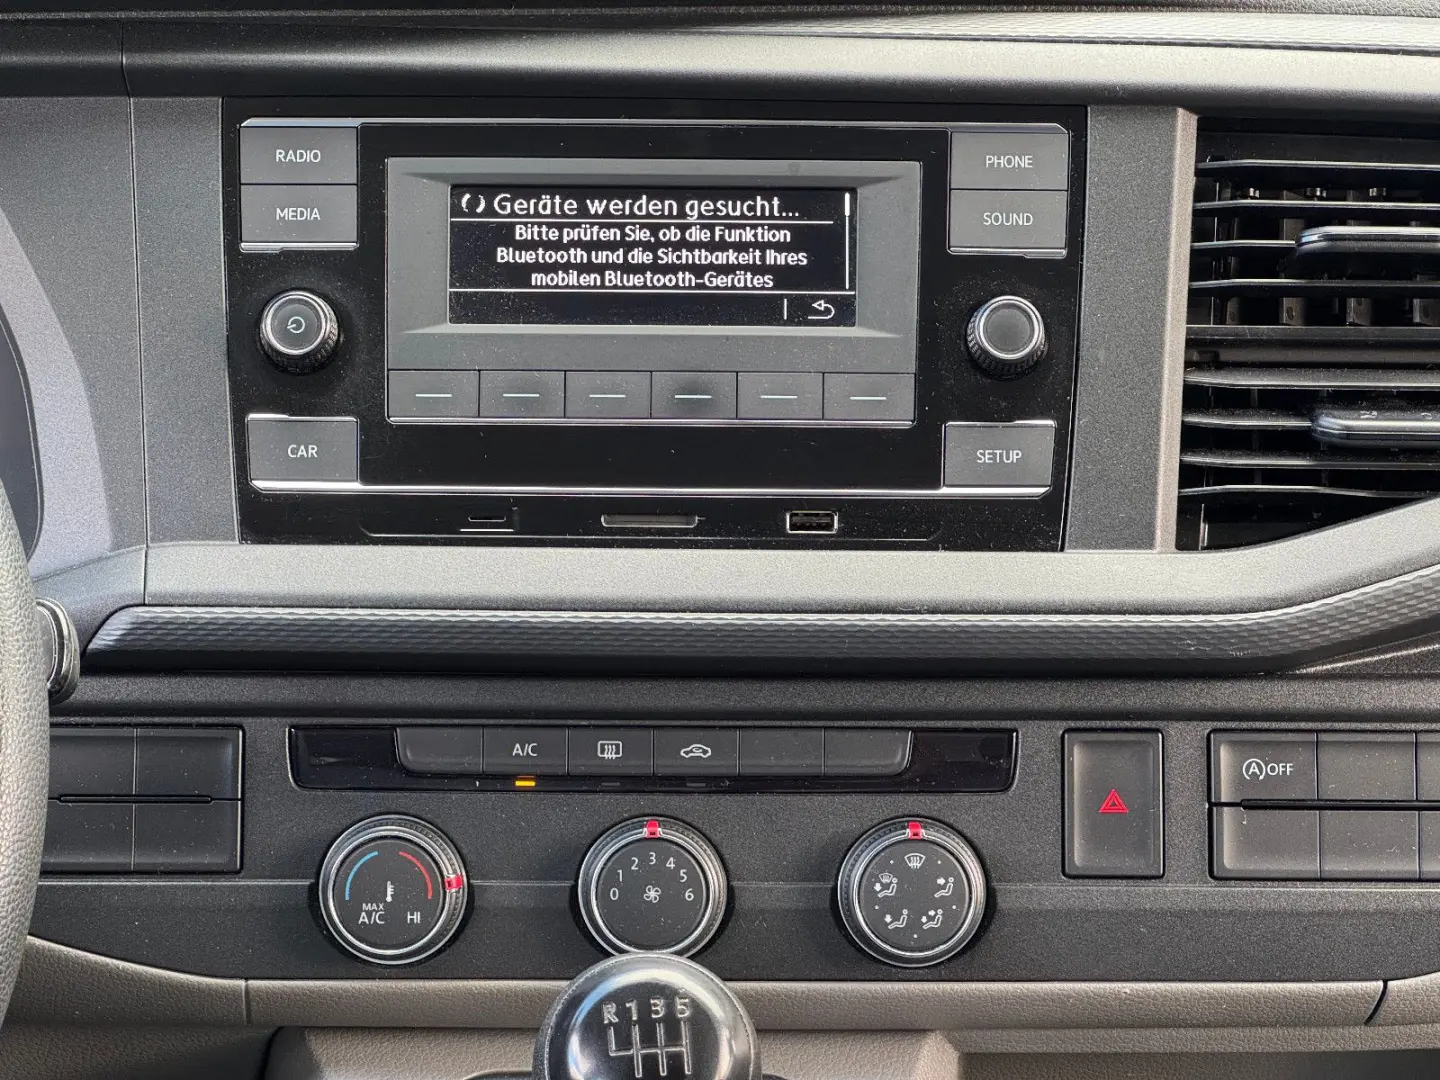 RADIO
PHONE
MEDIA
SOUND
Geräte werden gesucht...
Bitte prüfen Sie, ob die Funktion
Bluetooth und die Sichtbarkeit Ihres
mobilen Bluetooth-Gerätes
CAR
SETUP
A/C
A OFF
MAX
A/C HI
0 1 2 3 4 5 6
R 1 3 5